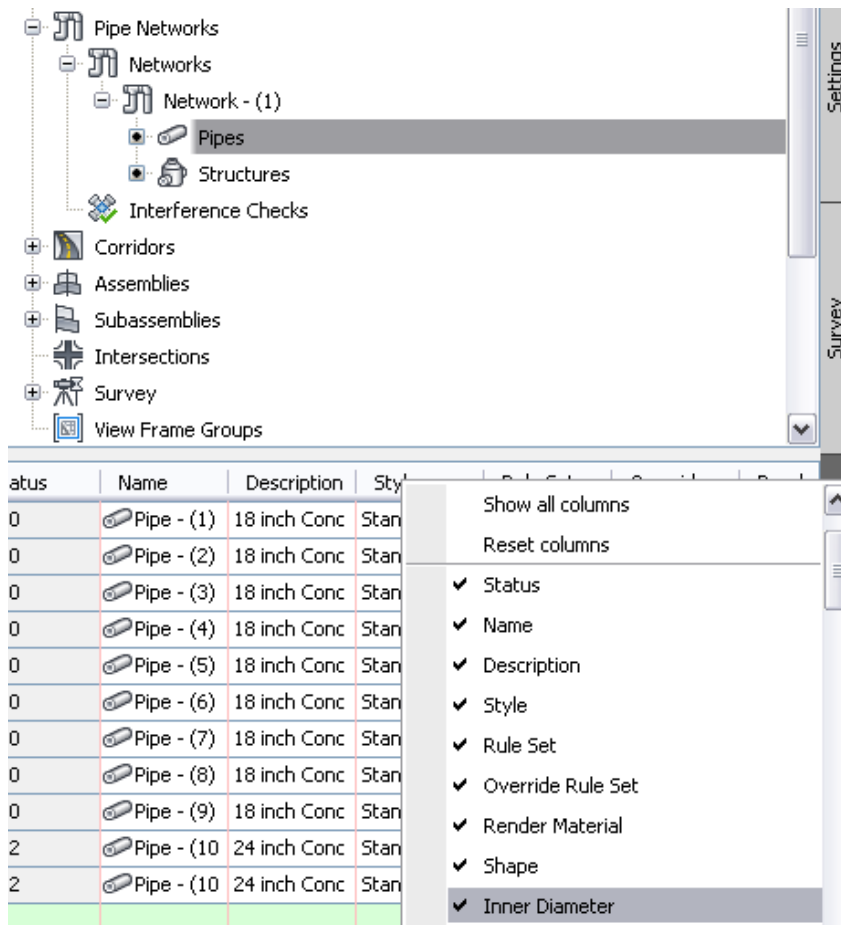 Pipe Networks
Networks
Network - (1)
Pipes
Structures
Interference Checks
Corridors
Assemblies
Subassemblies
Intersections
Survey
View Frame Groups
Settings
Survey
atus Name Description
Show all columns
Reset columns
Status
Name
Description
Style
Rule Set
Override Rule Set
Render Material
Shape
Inner Diameter
0 Pipe - (1) 18 inch Conc Stan
0 Pipe - (2) 18 inch Conc Stan
0 Pipe - (3) 18 inch Conc Stan
0 Pipe - (4) 18 inch Conc Stan
0 Pipe - (5) 18 inch Conc Stan
0 Pipe - (6) 18 inch Conc Stan
0 Pipe - (7) 18 inch Conc Stan
0 Pipe - (8) 18 inch Conc Stan
0 Pipe - (9) 18 inch Conc Stan
2 Pipe - (10 24 inch Conc Stan
2 Pipe - (10 24 inch Conc Stan